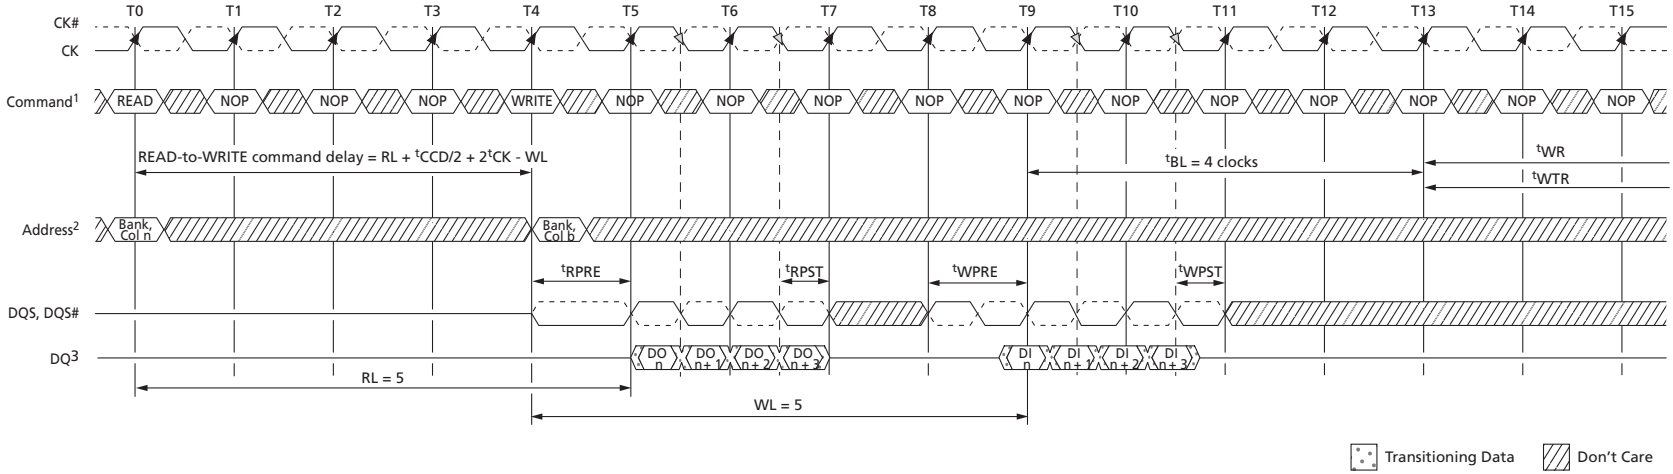 T0 T1 T2 T3 T4 T5 T6 T7 T8 T9 T10 T11 T12 T13 T14 T15
CK#
CK
Command1 READ NOP NOP NOP WRITE NOP NOP NOP NOP NOP NOP NOP NOP NOP NOP NOP
READ-to-WRITE command delay = RL + tCCD/2 + 2tCK - WL
tBL = 4 clocks
tWR
tWTR
Address2 Bank, Col n Bank, Col b
tRPRE tRPST tWPRE tWPST
DQS, DQS#
DQ3 DO n DO n + 1 DO n + 2 DO n + 3 DI n DI n + 1 DI n + 2 DI n + 3
RL = 5
WL = 5
Transitioning Data Don't Care